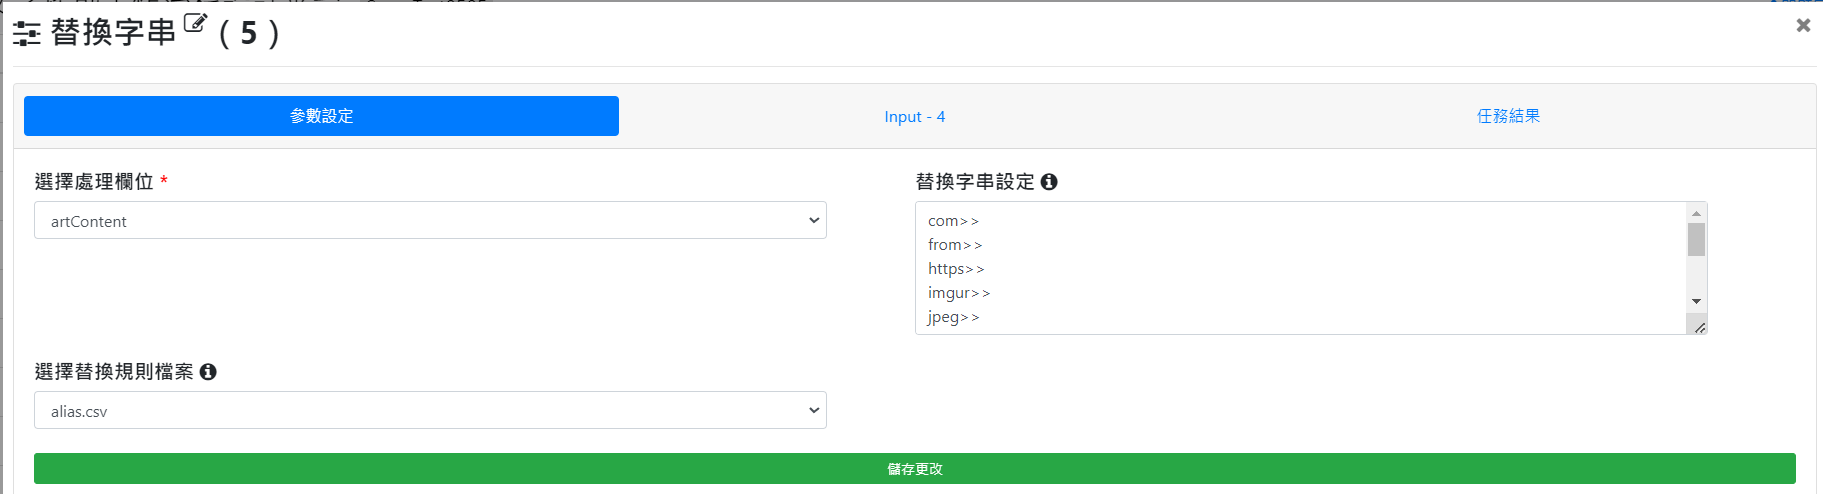 替換字串 ( 5 )
參數設定
Input - 4
任務結果
選擇處理欄位 *
artContent
替換字串設定
com>>
from>>
https>>
imgur>>
jpeg>>
選擇替換規則檔案
alias.csv
儲存更改